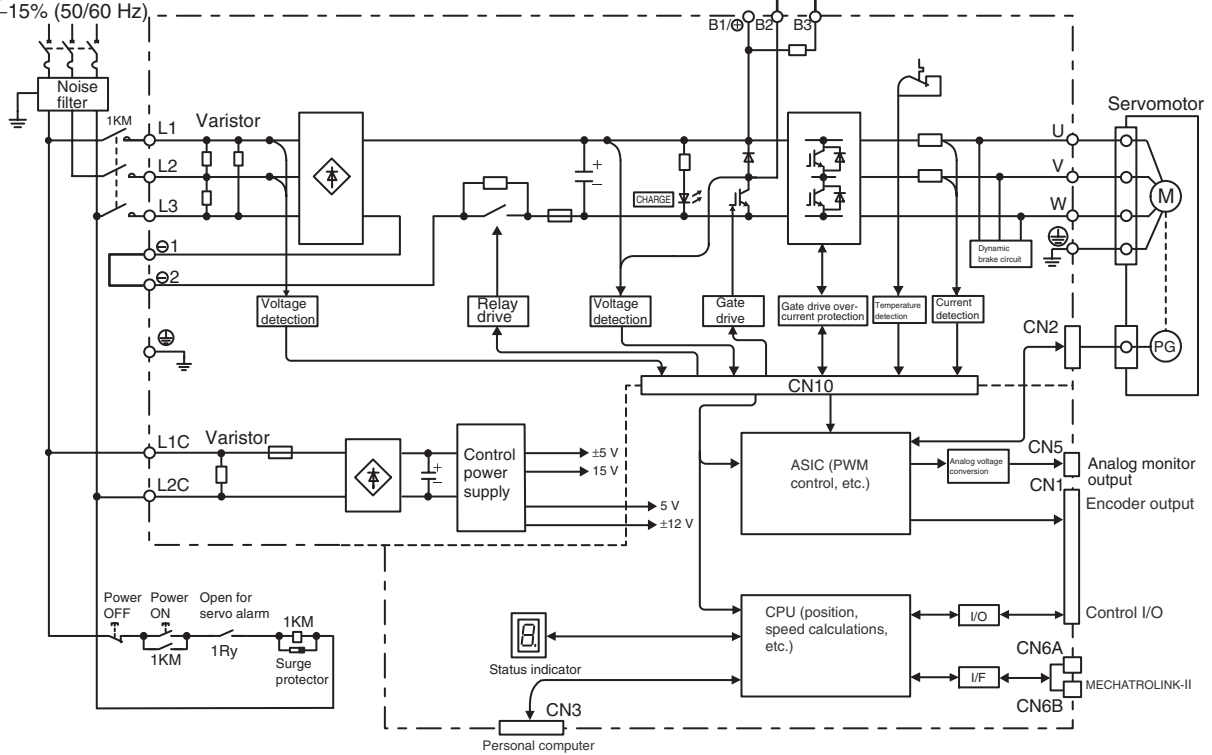 –15% (50/60 Hz)
B1/⊕
B2
B3
Noise
filter
1KM
L1
L2
L3
Varistor
⊖1
⊖2
CHARGE
U
V
W
Servomotor
M
Dynamic
brake circuit
Voltage
detection
Relay
drive
Voltage
detection
Gate
drive
Gate drive over-
current protection
Temperature
detection
Current
detection
CN2
PG
CN10
L1C
Varistor
L2C
+
–
+
–
Control
power
supply
±5 V
15 V
5 V
±12 V
ASIC (PWM
control, etc.)
Analog voltage
conversion
CN5
Analog monitor
output
CN1
Encoder output
Power
OFF
Power
ON
Open for
servo alarm
1KM
1KM
1Ry
Surge
protector
8.
Status indicator
CPU (position,
speed calculations,
etc.)
I/O
Control I/O
I/F
CN6A
MECHATROLINK-II
CN6B
CN3
Personal computer